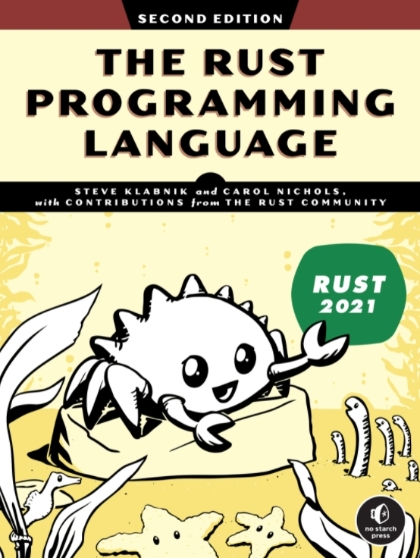 SECOND EDITION
THE RUST
PROGRAMMING
LANGUAGE
STEVE KLABNIK and CAROL NICHOLS,
with CONTRIBUTIONS from THE RUST COMMUNITY
RUST
2021
no starch
press